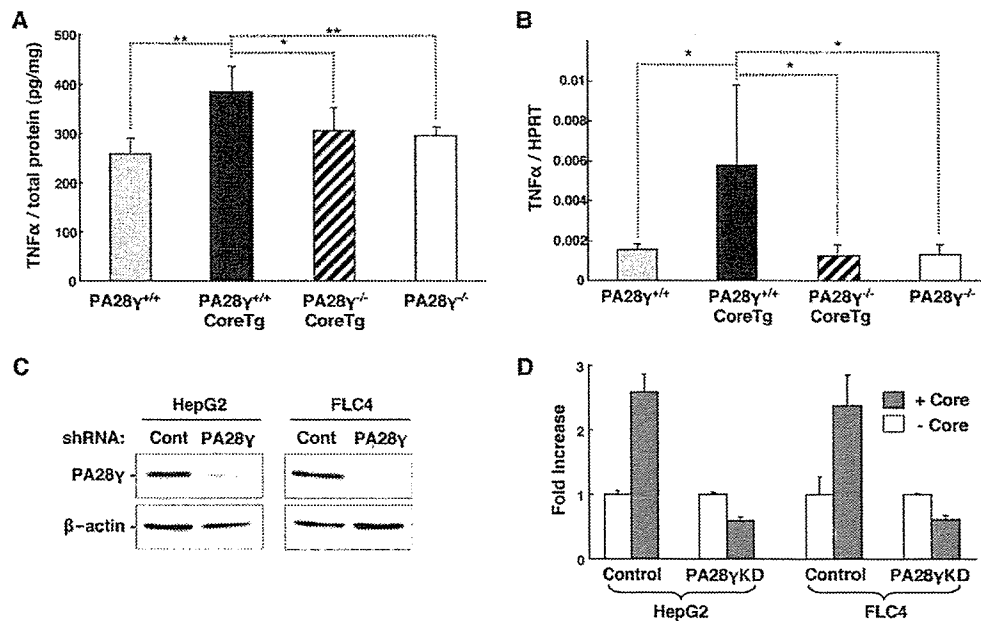 A
TNFα / total protein (pg/mg)
500
400
300
200
100
0
**
*
**
PA28γ+/+
PA28γ+/+ CoreTg
PA28γ-/- CoreTg
PA28γ-/-
B
TNFα / HPRT
0.01
0.008
0.006
0.004
0.002
0
*
*
*
PA28γ+/+
PA28γ+/+ CoreTg
PA28γ-/- CoreTg
PA28γ-/-
C
HepG2 FLC4
shRNA: Cont PA28γ Cont PA28γ
PA28γ -
β-actin -
D
Fold Increase
3
2
1
0
+ Core
- Core
Control PA28γKD Control PA28γKD
HepG2 FLC4